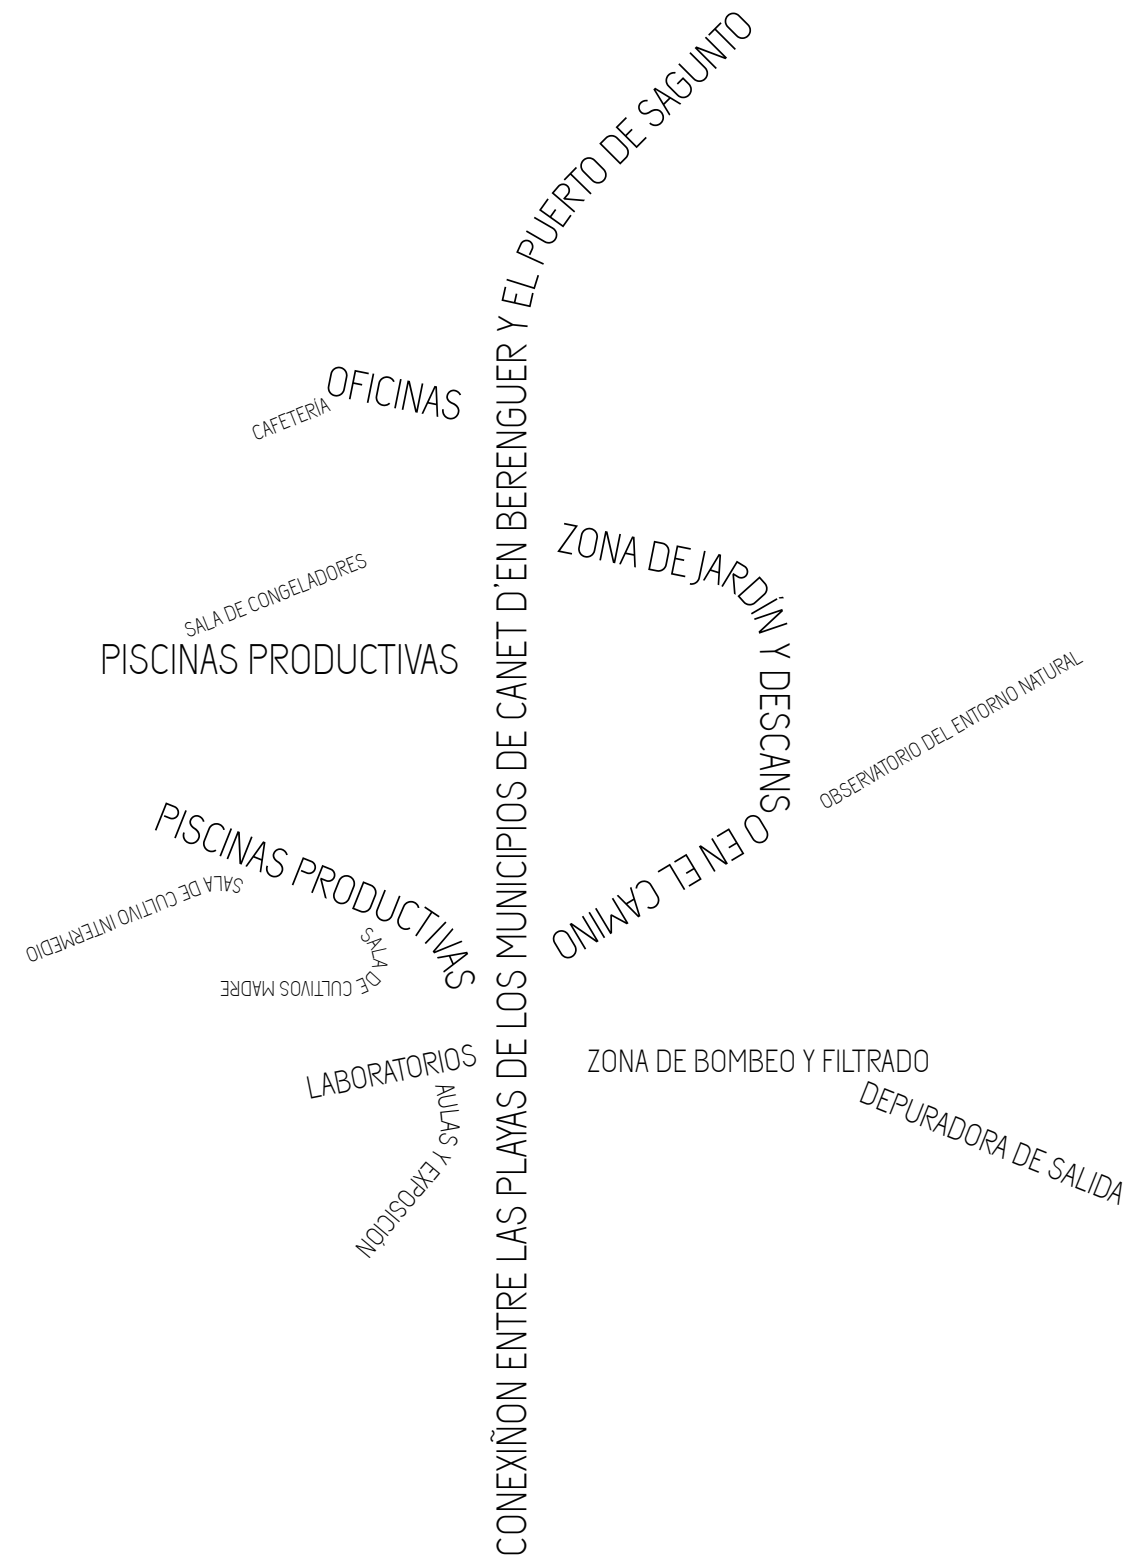 CONEXIÑON ENTRE LAS PLAYAS DE LOS MUNICIPIOS DE CANET D'EN BERENGUER Y EL PUERTO DE SAGUNTO
OFICINAS
CAFETERÍA
ZONA DE JARDÍN Y DESCANSO EN EL CAMINO
SALA DE CONGELADORES
PISCINAS PRODUCTIVAS
OBSERVATORIO DEL ENTORNO NATURAL
PISCINAS PRODUCTIVAS
SALA DE CULTIVO INTERMEDIO
SALA DE CULTIVOS MADRE
LABORATORIOS
AULAS Y EXPOSICIÓN
ZONA DE BOMBEO Y FILTRADO
DEPURADORA DE SALIDA